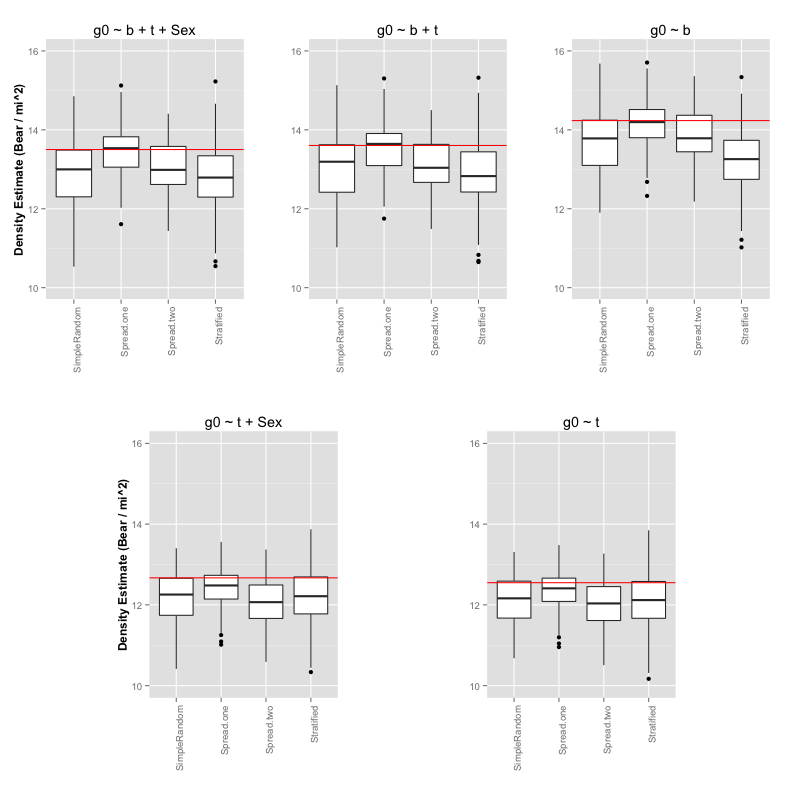 g0 ~ b + t + Sex
g0 ~ b + t
g0 ~ b
Density Estimate (Bear / mi^2)
16
14
12
10
16
14
12
10
16
14
12
10
SimpleRandom
Spread.one
Spread.two
Stratified
SimpleRandom
Spread.one
Spread.two
Stratified
SimpleRandom
Spread.one
Spread.two
Stratified
g0 ~ t + Sex
g0 ~ t
Density Estimate (Bear / mi^2)
16
14
12
10
16
14
12
10
SimpleRandom
Spread.one
Spread.two
Stratified
SimpleRandom
Spread.one
Spread.two
Stratified